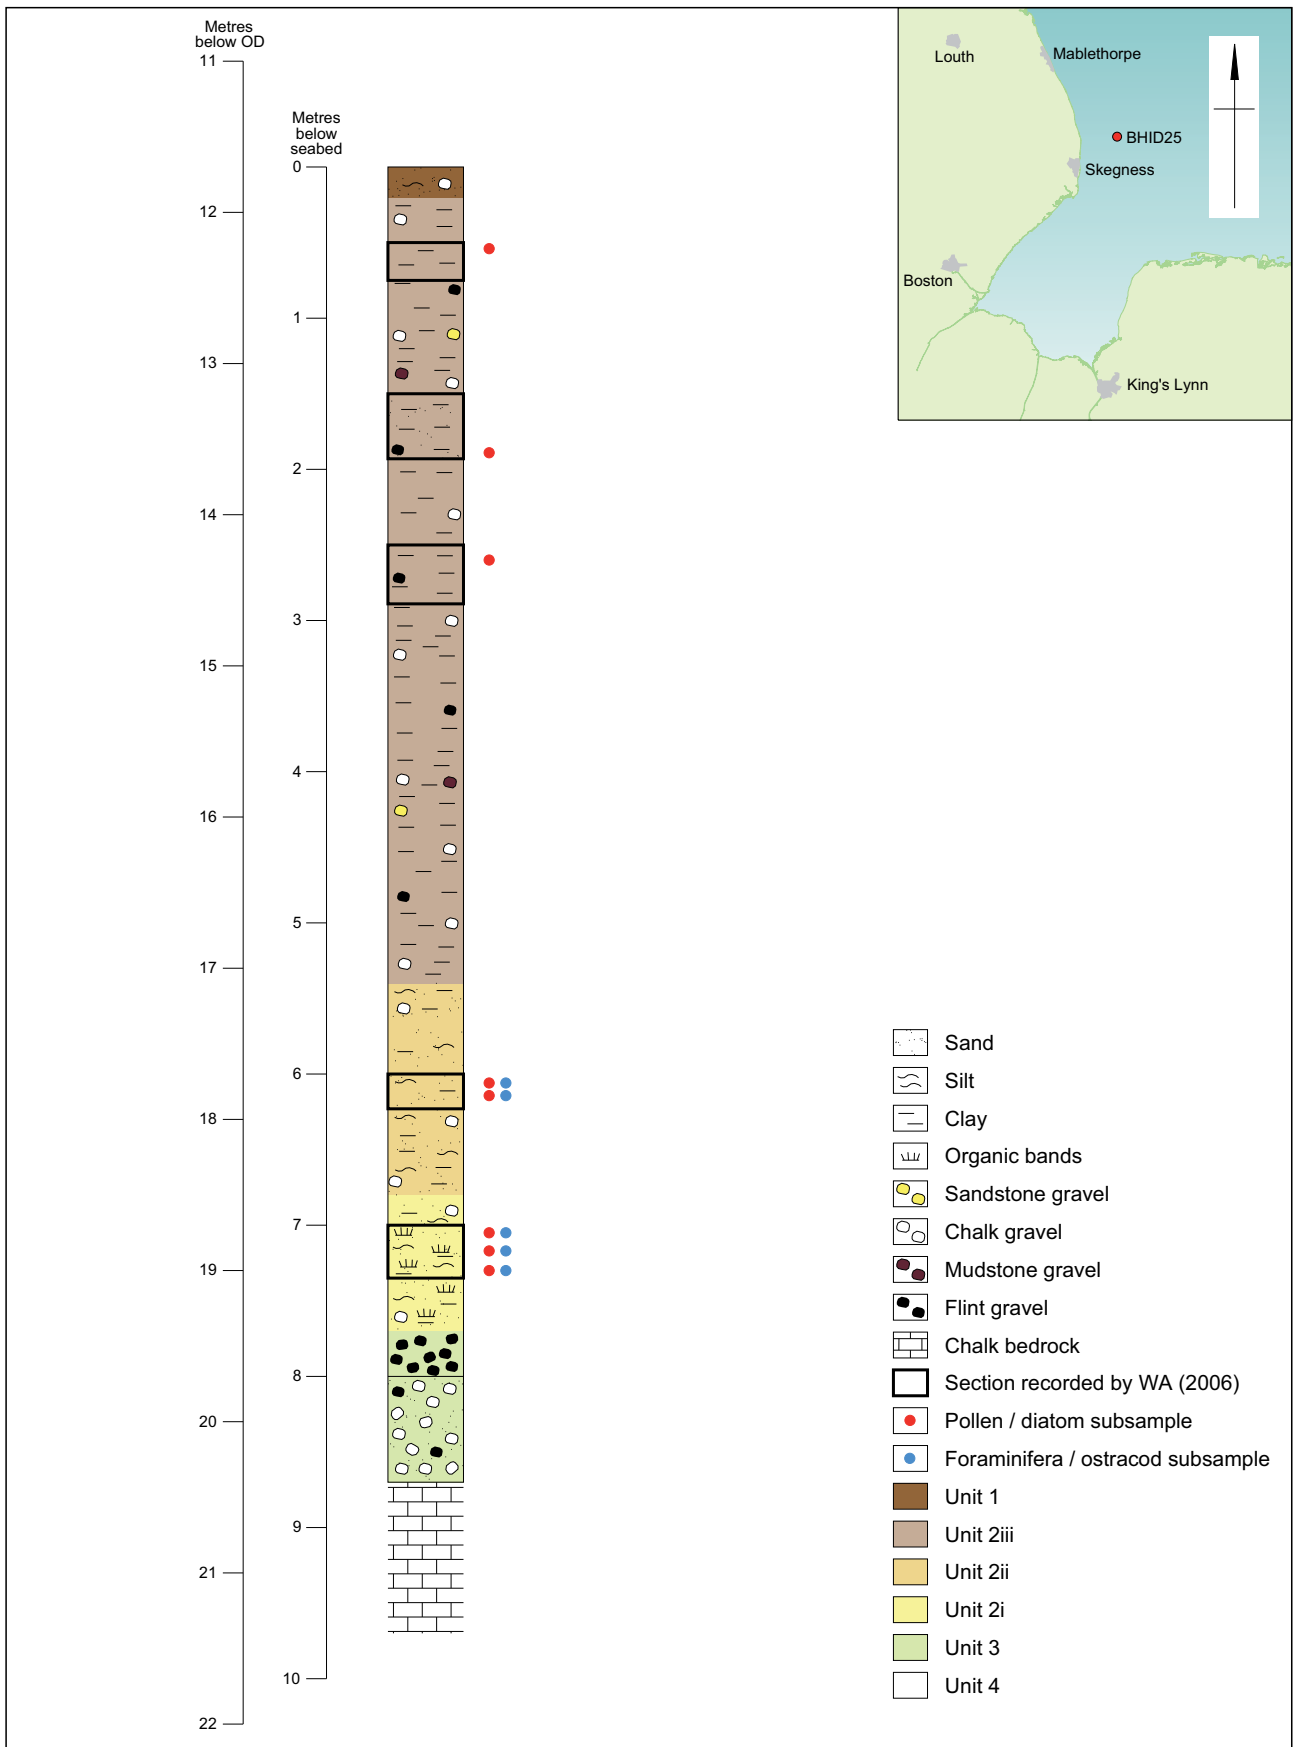 Metres
below OD
11
12
13
14
15
16
17
18
19
20
21
22
Metres
below
seabed
0
1
2
3
4
5
6
7
8
9
10
Louth
Mablethorpe
BHID25
Skegness
Boston
King's Lynn
Sand
Silt
Clay
Organic bands
Sandstone gravel
Chalk gravel
Mudstone gravel
Flint gravel
Chalk bedrock
Section recorded by WA (2006)
Pollen / diatom subsample
Foraminifera / ostracod subsample
Unit 1
Unit 2iii
Unit 2ii
Unit 2i
Unit 3
Unit 4